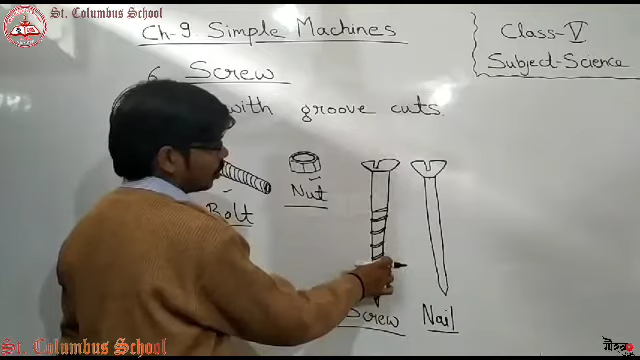 St. Columbus School
Ch-9. Simple Machines
Class-V
Subject-Science
6. Screw
with groove cuts.
Bolt
Nut
Screw
Nail
St. Columbus School